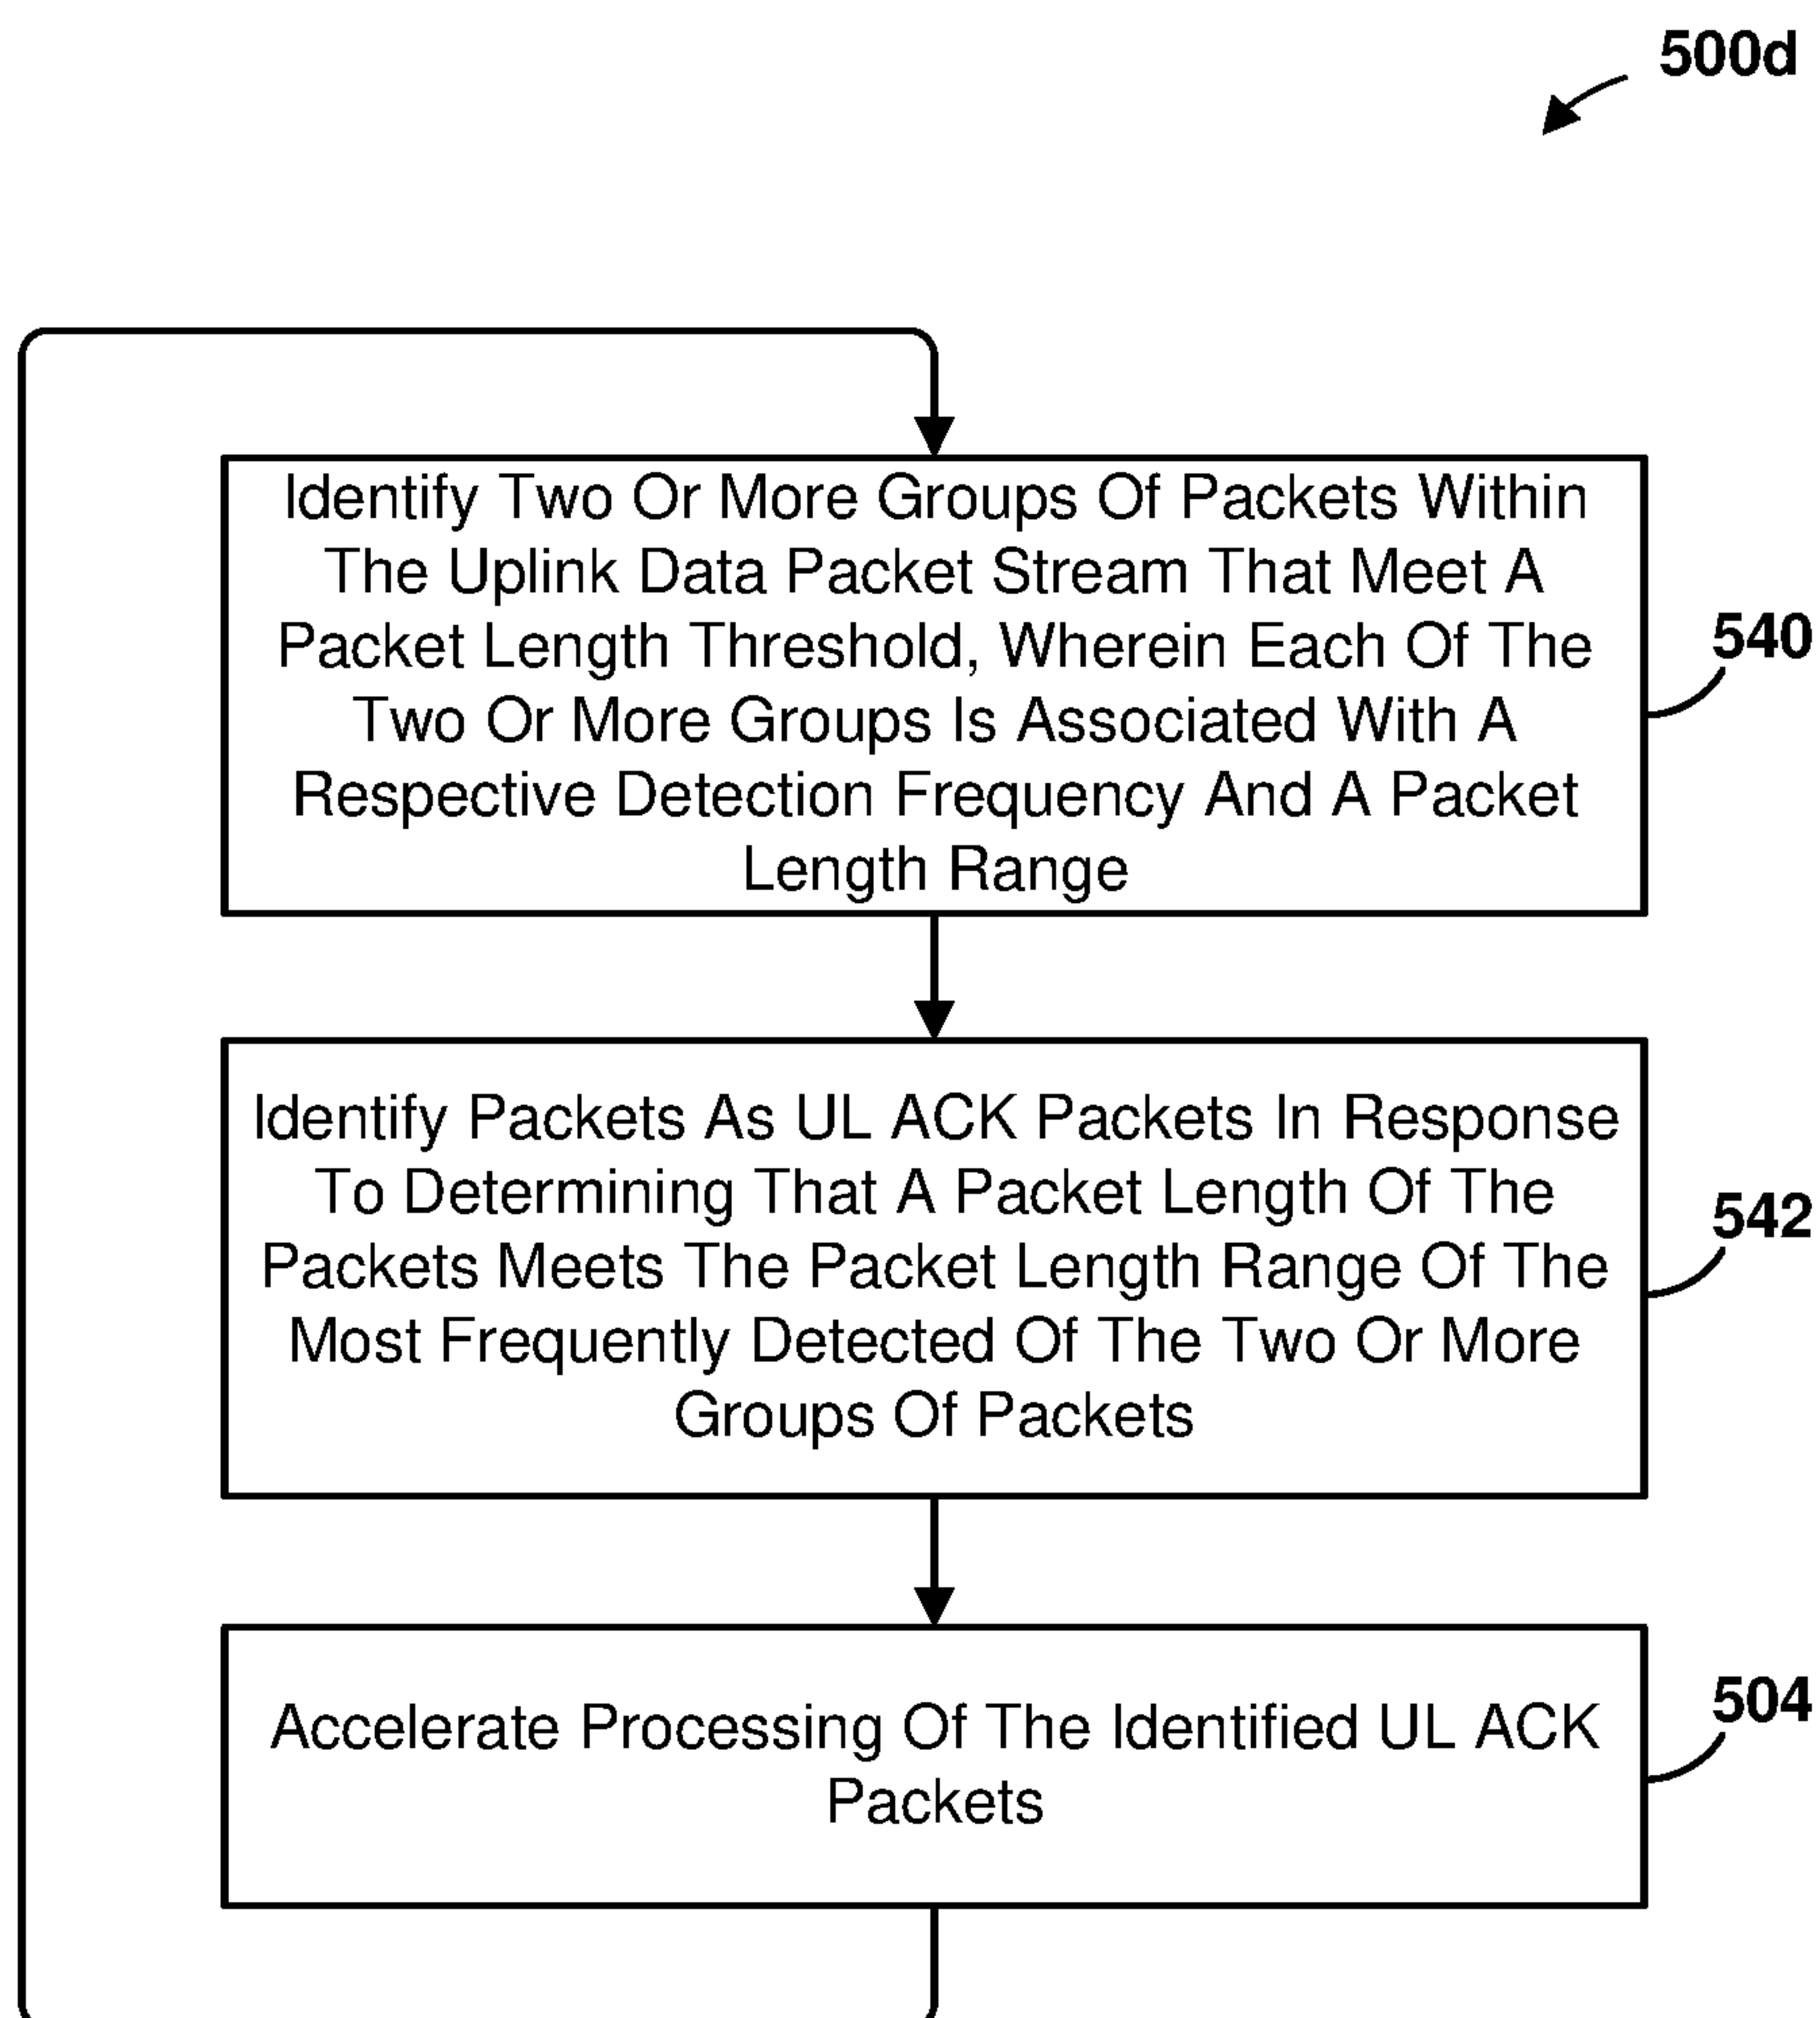 500d
Identify Two Or More Groups Of Packets Within
The Uplink Data Packet Stream That Meet A
Packet Length Threshold, Wherein Each Of The
Two Or More Groups Is Associated With A
Respective Detection Frequency And A Packet
Length Range
540
Identify Packets As UL ACK Packets In Response
To Determining That A Packet Length Of The
Packets Meets The Packet Length Range Of The
Most Frequently Detected Of The Two Or More
Groups Of Packets
542
Accelerate Processing Of The Identified UL ACK
Packets
504